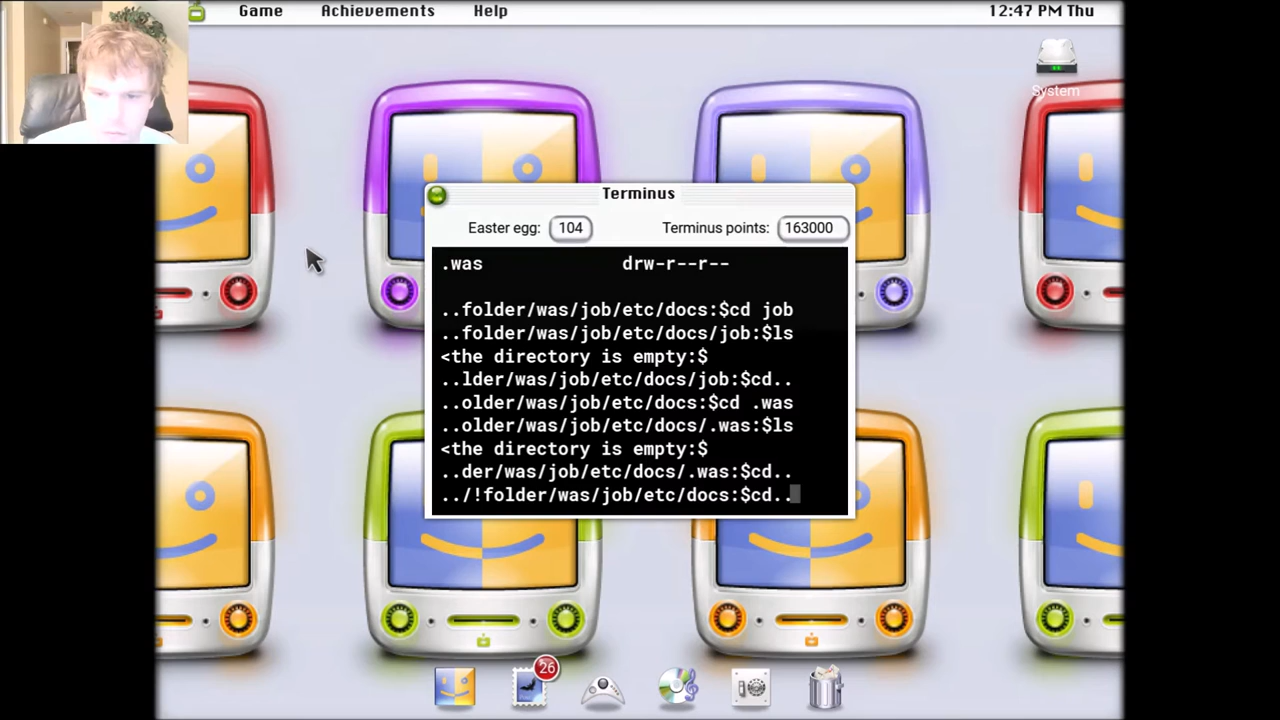 Game Achievements Help 12:47 PM Thu
System
Terminus
Easter egg: 104 Terminus points: 163000
.was drw-r--r--
..folder/was/job/etc/docs:$cd job
..folder/was/job/etc/docs/job:$ls
<the directory is empty:$
..lder/was/job/etc/docs/job:$cd..
..older/was/job/etc/docs:$cd .was
..older/was/job/etc/docs/.was:$ls
<the directory is empty:$
..der/was/job/etc/docs/.was:$cd..
../!folder/was/job/etc/docs:$cd..
26